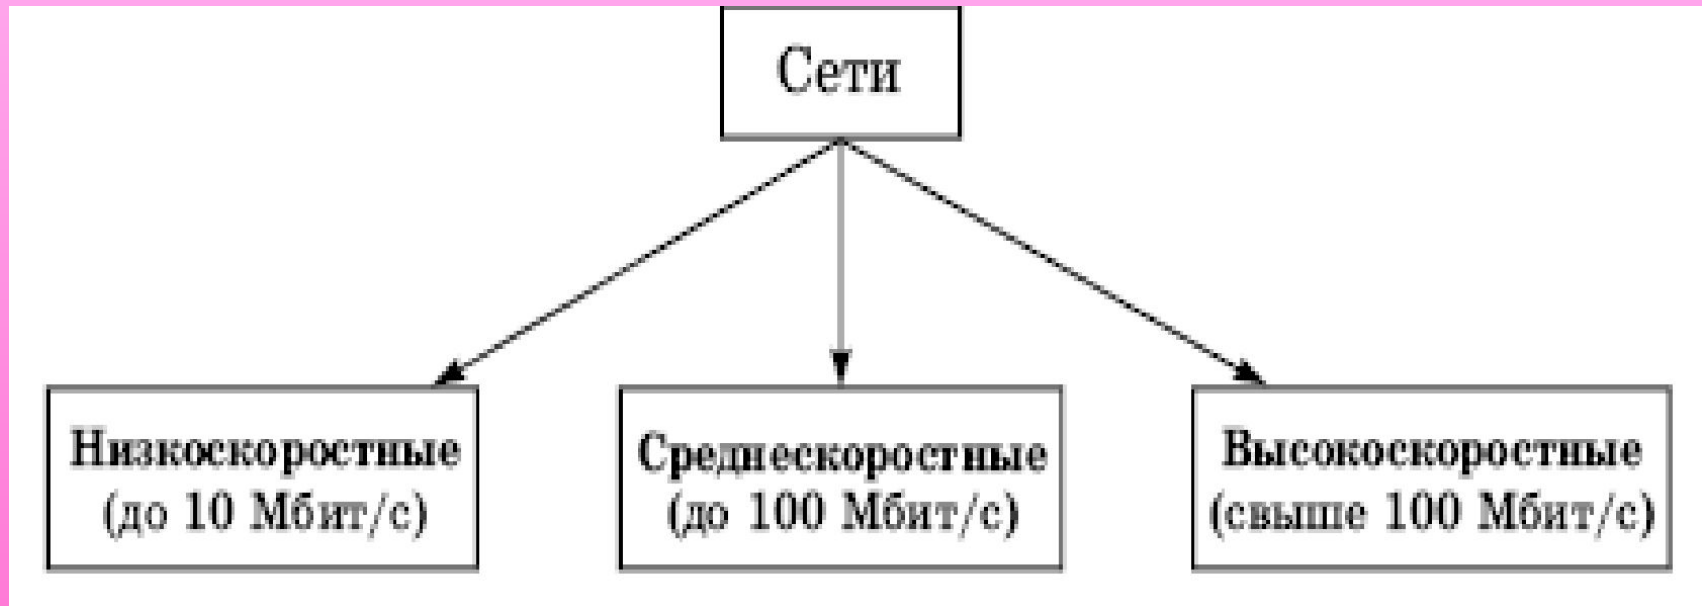 Сети
Низкоскоростные
(до 10 Мбит/с)
Среднескоростные
(до 100 Мбит/с)
Высокоскоростные
(свыше 100 Мбит/с)